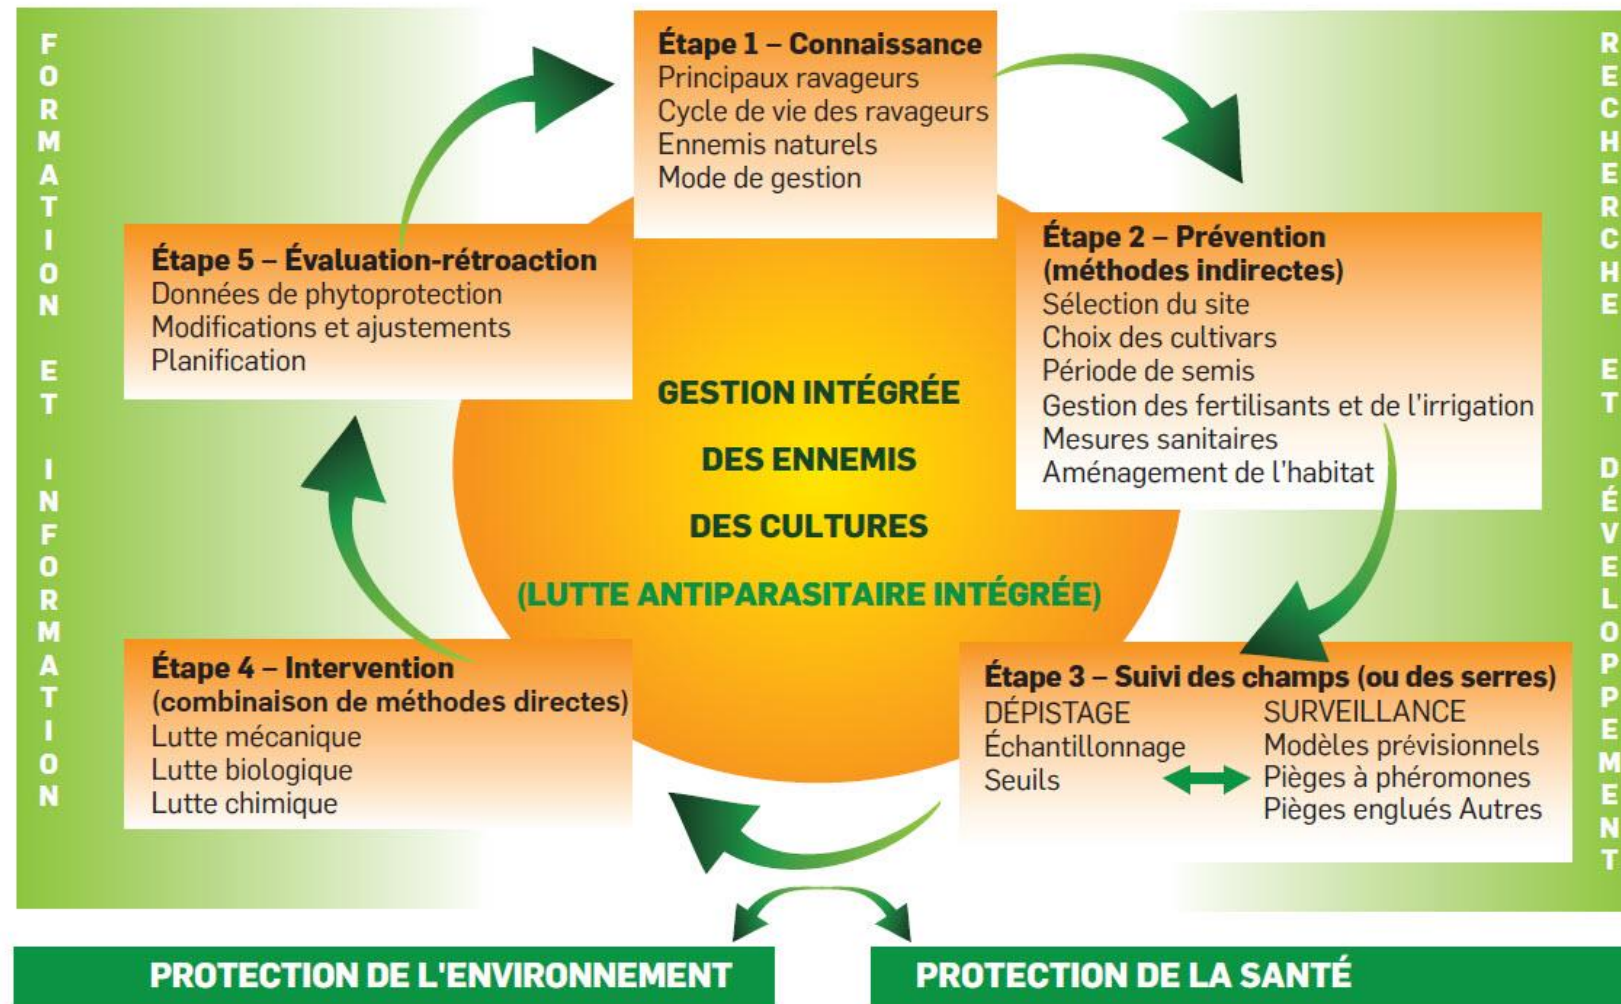 FORMATION ET INFORMATION
Étape 1 – Connaissance
Principaux ravageurs
Cycle de vie des ravageurs
Ennemis naturels
Mode de gestion
Étape 2 – Prévention
(méthodes indirectes)
Sélection du site
Choix des cultivars
Période de semis
Gestion des fertilisants et de l'irrigation
Mesures sanitaires
Aménagement de l'habitat
Étape 3 – Suivi des champs (ou des serres)
DÉPISTAGE
Échantillonnage
Seuils
SURVEILLANCE
Modèles prévisionnels
Pièges à phéromones
Pièges englués Autres
Étape 4 – Intervention
(combinaison de méthodes directes)
Lutte mécanique
Lutte biologique
Lutte chimique
Étape 5 – Évaluation-rétroaction
Données de phytoprotection
Modifications et ajustements
Planification
GESTION INTÉGRÉE
DES ENNEMIS
DES CULTURES
(LUTTE ANTIPARASITAIRE INTÉGRÉE)
RECHERCHE ET DÉVELOPPEMENT
PROTECTION DE L'ENVIRONNEMENT
PROTECTION DE LA SANTÉ